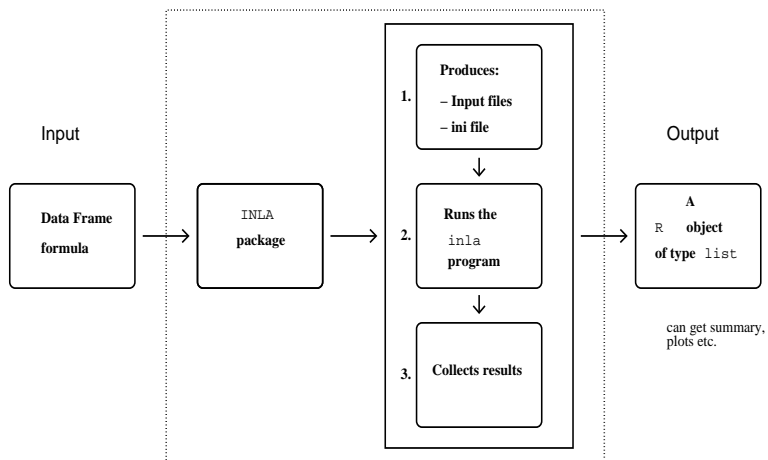 Input
Data Frame
formula
INLA
package
1.
Produces:
– Input files
– ini file
2.
Runs the
inla
program
3.
Collects results
Output
A
R object
of type list
can get summary,
plots etc.